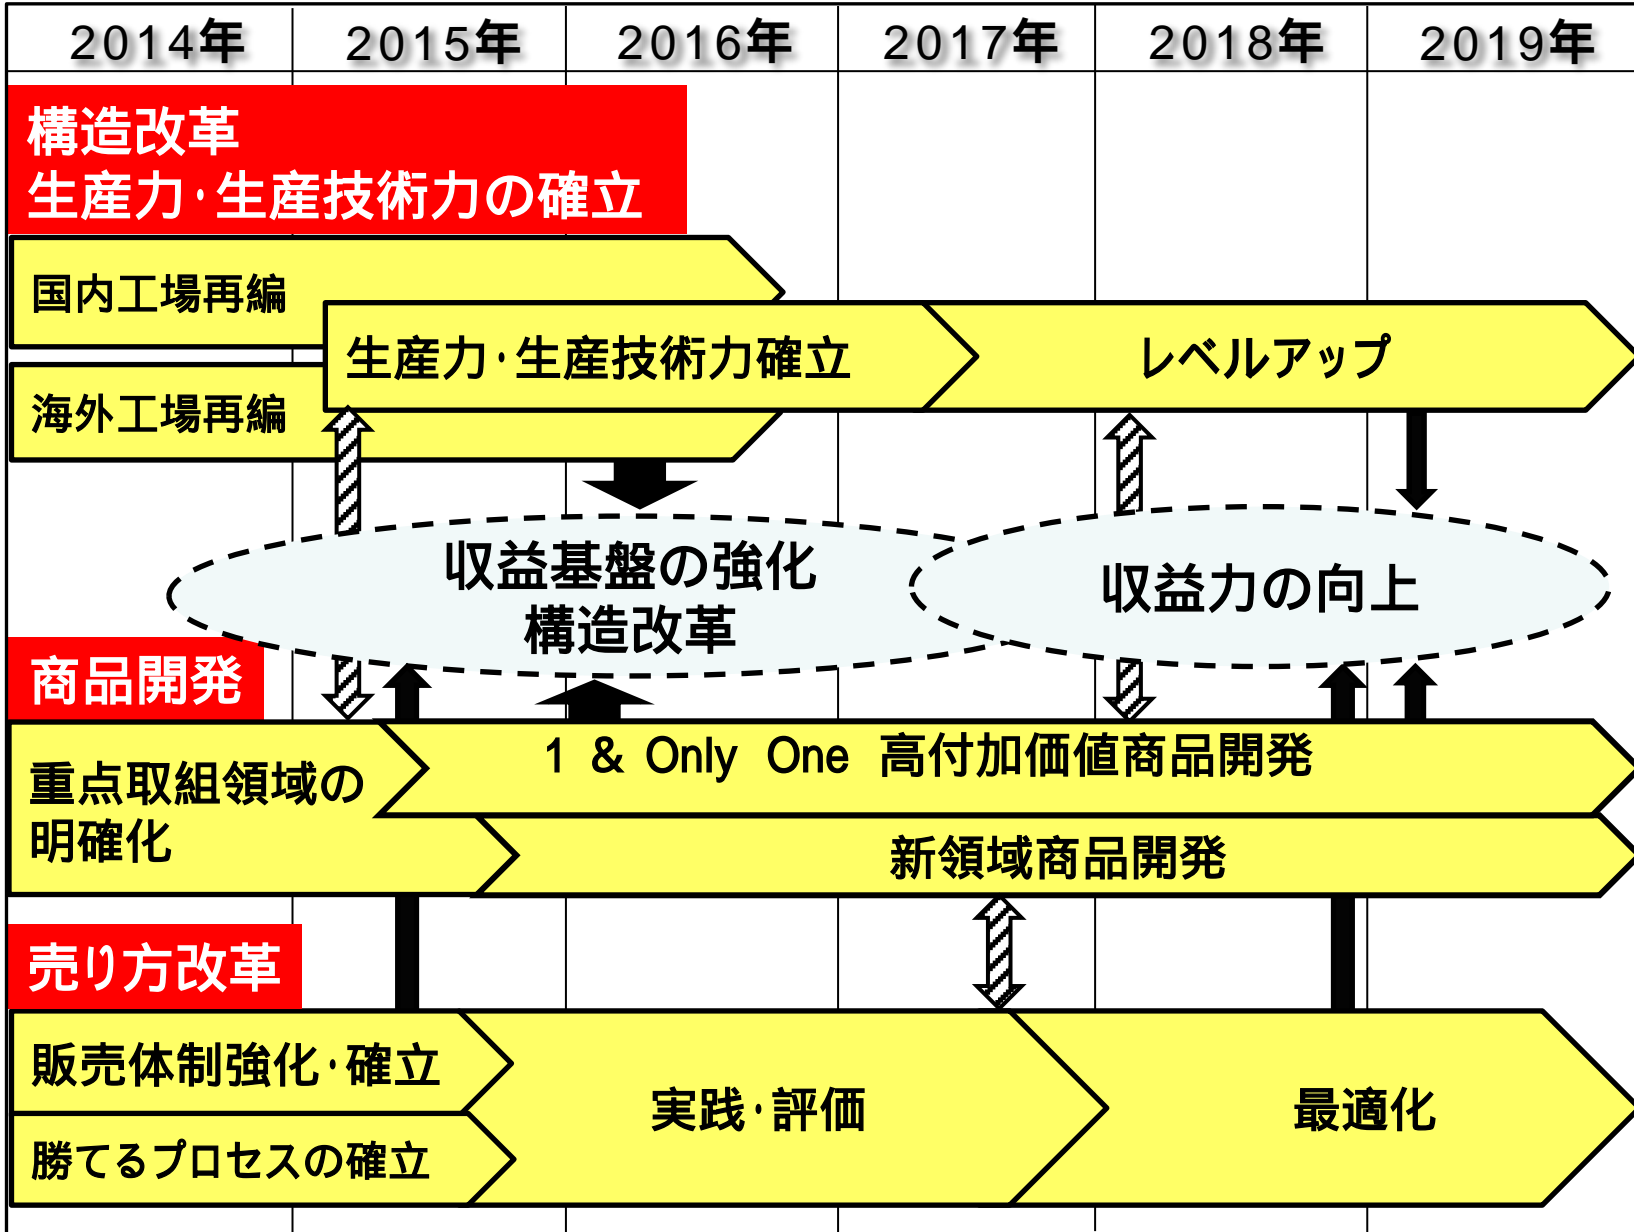 2014年 2015年 2016年 2017年 2018年 2019年
構造改革
生産力・生産技術力の確立
国内工場再編
生産力・生産技術力確立
レベルアップ
海外工場再編
収益基盤の強化
構造改革
収益力の向上
商品開発
重点取組領域の
明確化
1 & Only One 高付加価値商品開発
新領域商品開発
売り方改革
販売体制強化・確立
勝てるプロセスの確立
実践・評価
最適化